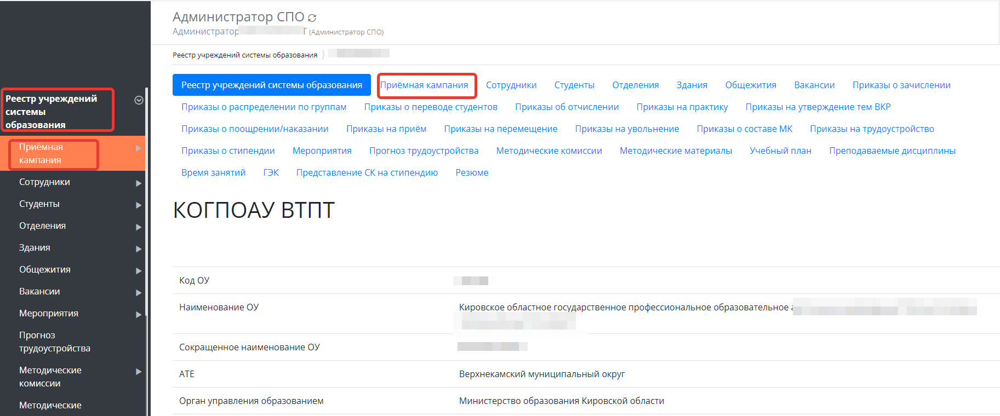 Администратор СПО
Администратор (Администратор СПО)
Реестр учреждений системы образования
Реестр учреждений
системы
образования
Приёмная
кампания
Сотрудники
Студенты
Отделения
Здания
Общежития
Вакансии
Мероприятия
Прогноз
трудоустройства
Методические
комиссии
Методические
Реестр учреждений системы образования Приёмная кампания Сотрудники Студенты Отделения Здания Общежития Вакансии Приказы о зачислении
Приказы о распределении по группам Приказы о переводе студентов Приказы об отчислении Приказы на практику Приказы на утверждение тем ВКР
Приказы о поощрении/наказании Приказы на приём Приказы на перемещение Приказы на увольнение Приказы о составе МК Приказы на трудоустройство
Приказы о стипендии Мероприятия Прогноз трудоустройства Методические комиссии Методические материалы Учебный план Преподаваемые дисциплины
Время занятий ГЭК Представление СК на стипендию Резюме
КОГПОАУ ВТПТ
Код ОУ
Наименование ОУ Кировское областное государственное профессиональное образовательное
Сокращенное наименование ОУ
АТЕ Верхнекамский муниципальный округ
Орган управления образованием Министерство образования Кировской области